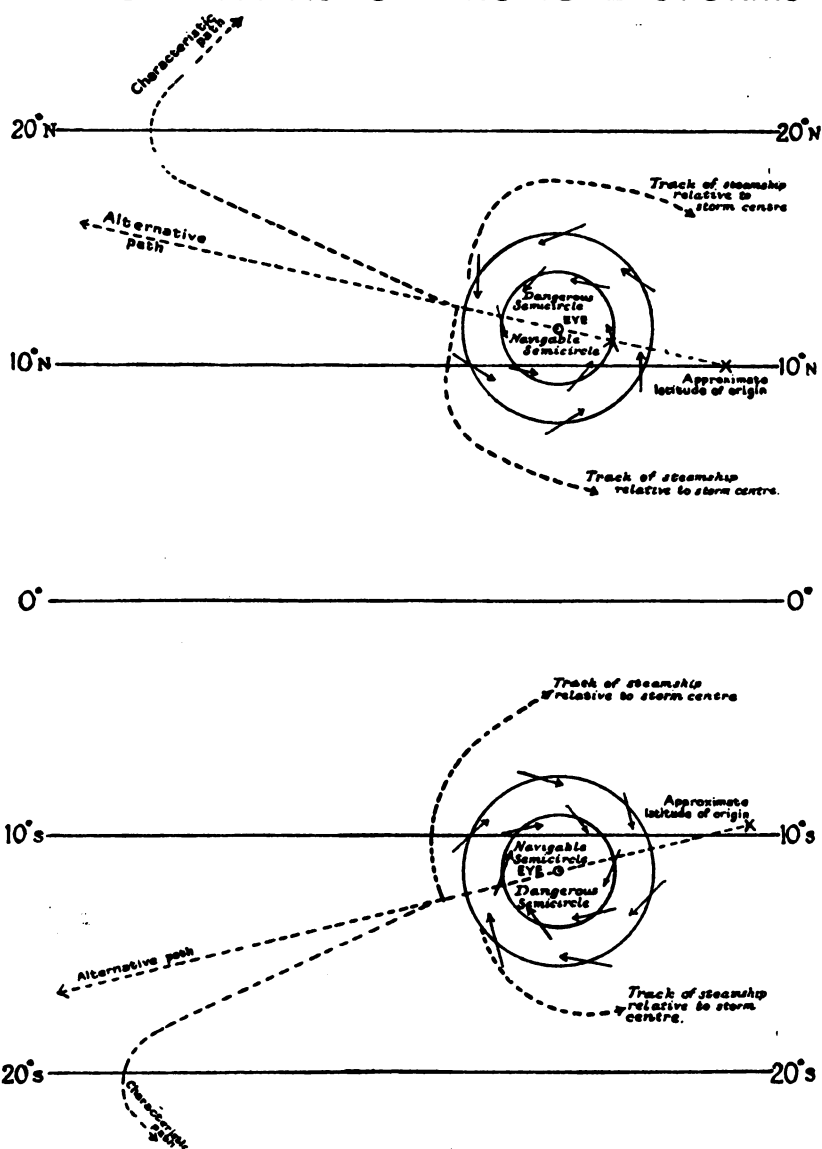 Characteristic
path
20°N
20°N
Track of steamship
relative to
storm centre
Alternative
path
Dangerous
Semicircle
EYE
Navigable
Semicircle
10°N
10°N
Approximate
latitude of origin
Track of steamship
relative to storm centre.
0°
0°
Track of steamship
relative to storm centre
Approximate
latitude of origin
10°S
10°S
Navigable
Semicircle
EYE
Dangerous
Semicircle
Alternative path
Track of steamship
relative to storm
centre.
20°S
20°S
Characteristic
path